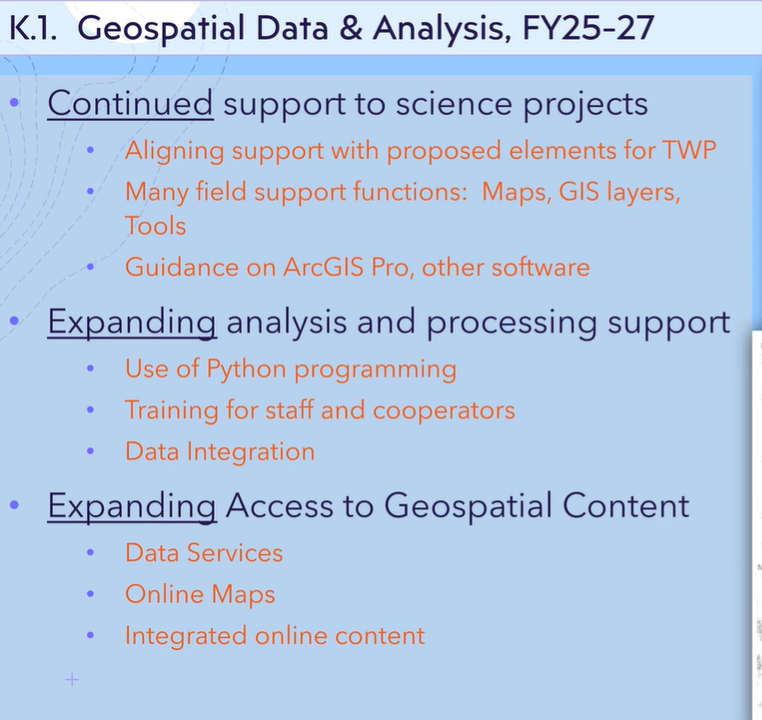 K.1.  Geospatial Data & Analysis, FY25-27
• Continued support to science projects
• Aligning support with proposed elements for TWP
• Many field support functions:  Maps, GIS layers,
Tools
• Guidance on ArcGIS Pro, other software
• Expanding analysis and processing support
• Use of Python programming
• Training for staff and cooperators
• Data Integration
• Expanding Access to Geospatial Content
• Data Services
• Online Maps
• Integrated online content